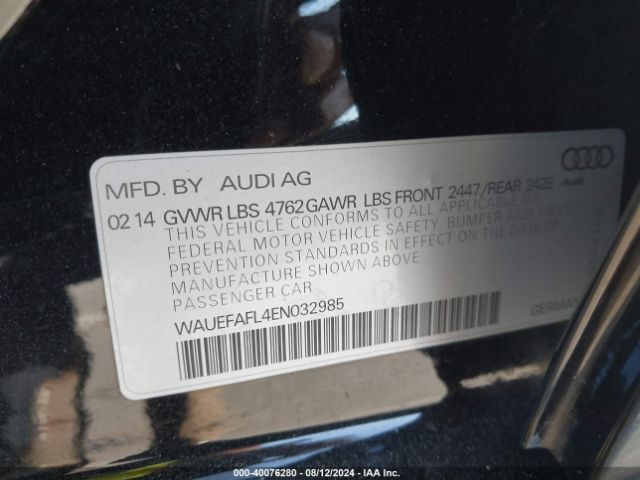 MFD. BY AUDI AG
02 14 GVWR LBS 4762 GAWR LBS FRONT 2447/REAR 2425
THIS VEHICLE CONFORMS TO ALL APPLICABLE
FEDERAL MOTOR VEHICLE SAFETY, BUMPER AND THEFT
PREVENTION STANDARDS IN EFFECT ON THE DATE OF
MANUFACTURE SHOWN ABOVE
PASSENGER CAR
WAUEFAFL4EN032985
Audi
GERMAN
000-40076280 - 08/12/2024 - IAA Inc.